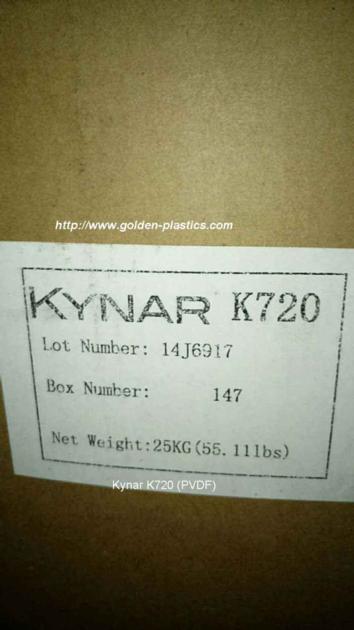 http://www.golden-plastics.com
KYNAR K720
Lot Number: 14J6917
Box Number: 147
Net Weight:25KG(55.11lbs)
Kynar K720 (PVDF)